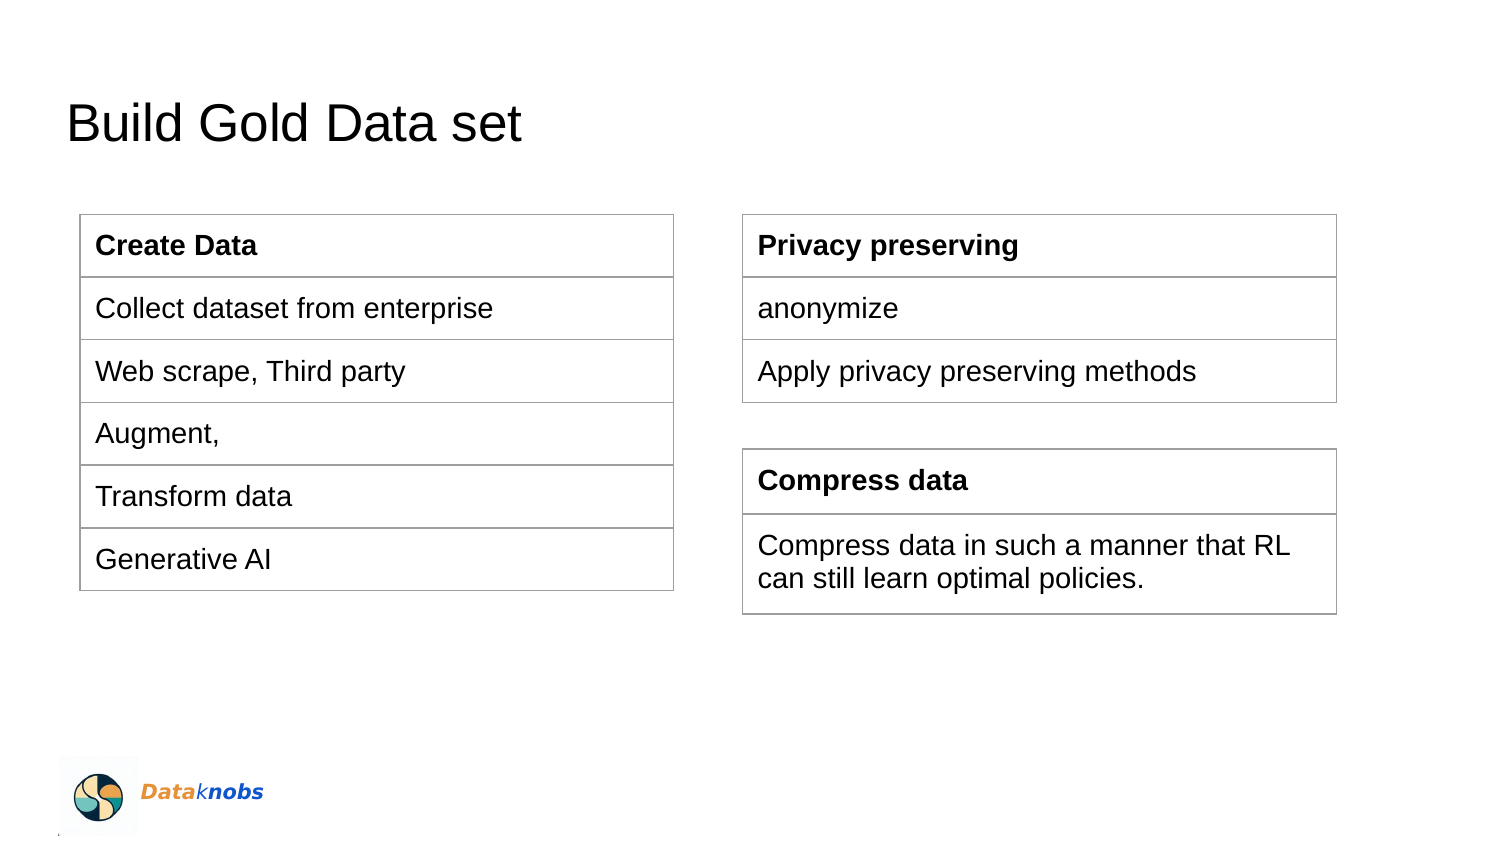 Build Gold Data set
Create Data
Collect dataset from enterprise
Web scrape, Third party
Augment,
Transform data
Generative AI
Privacy preserving
anonymize
Apply privacy preserving methods
Compress data
Compress data in such a manner that RL
can still learn optimal policies.
Dataknobs